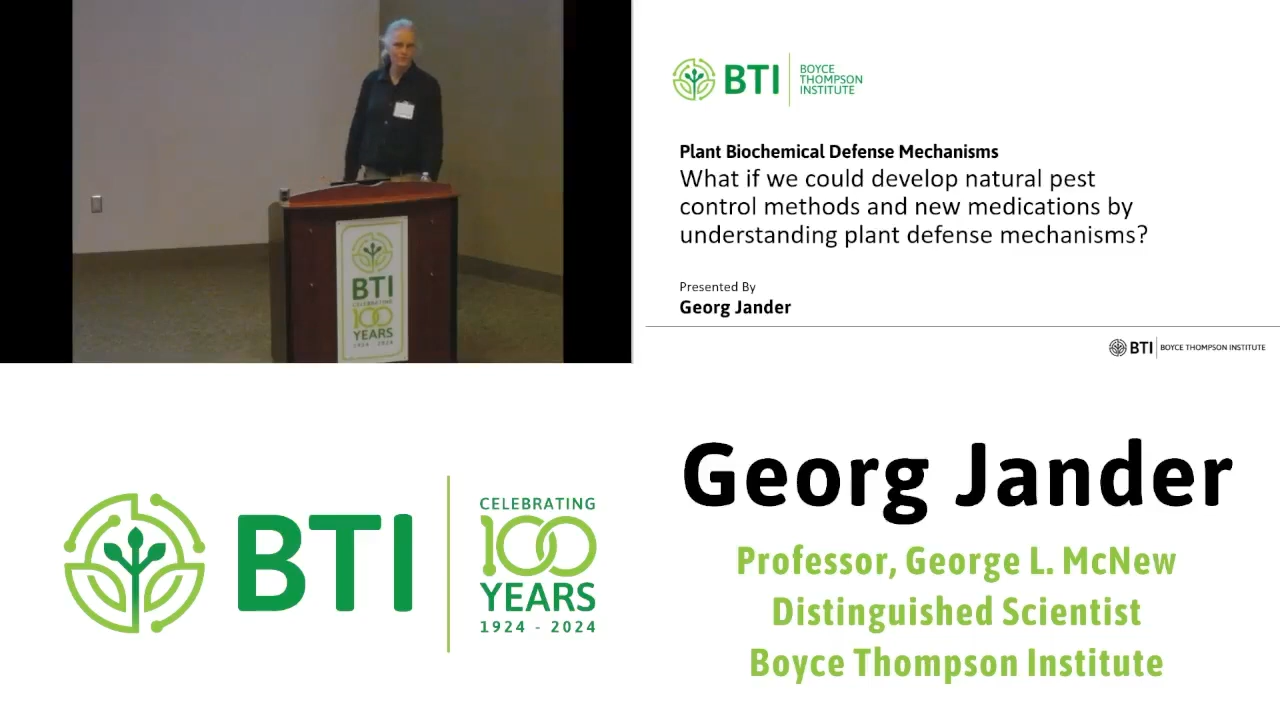 BTI
CELEBRATING
100
YEARS
1924 - 2024
BTI
BOYCE
THOMPSON
INSTITUTE
Plant Biochemical Defense Mechanisms
What if we could develop natural pest
control methods and new medications by
understanding plant defense mechanisms?
Presented By
Georg Jander
BTI BOYCE THOMPSON INSTITUTE
BTI
CELEBRATING
100
YEARS
1924 - 2024
Georg Jander
Professor, George L. McNew
Distinguished Scientist
Boyce Thompson Institute